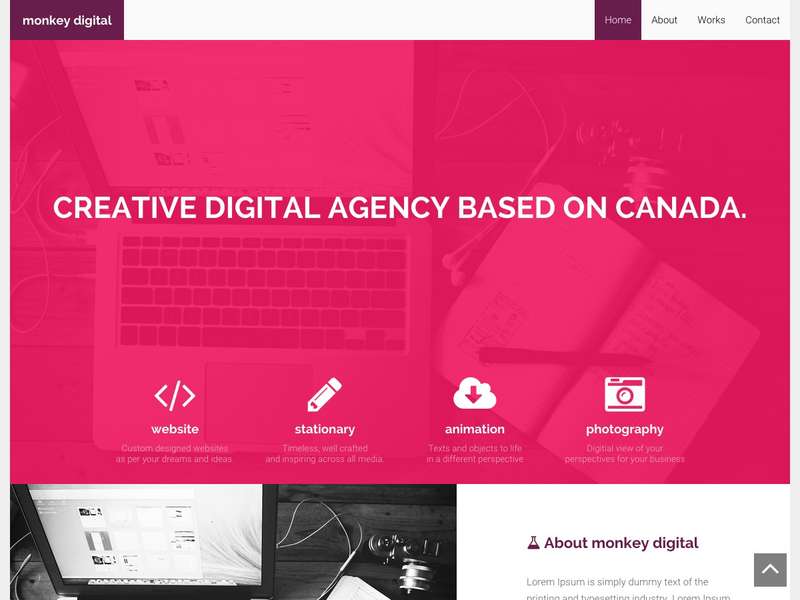 monkey digital
Home About Works Contact
CREATIVE DIGITAL AGENCY BASED ON CANADA.
website
Custom designed websites
as per your dreams and ideas.
stationary
Timeless, well crafted
and inspiring across all media.
animation
Texts and objects to life
in a different perspective
photography
Digitial view of your
perspectives for your business
About monkey digital
Lorem Ipsum is simply dummy text of the
printing and typesetting industry. Lorem Ipsum